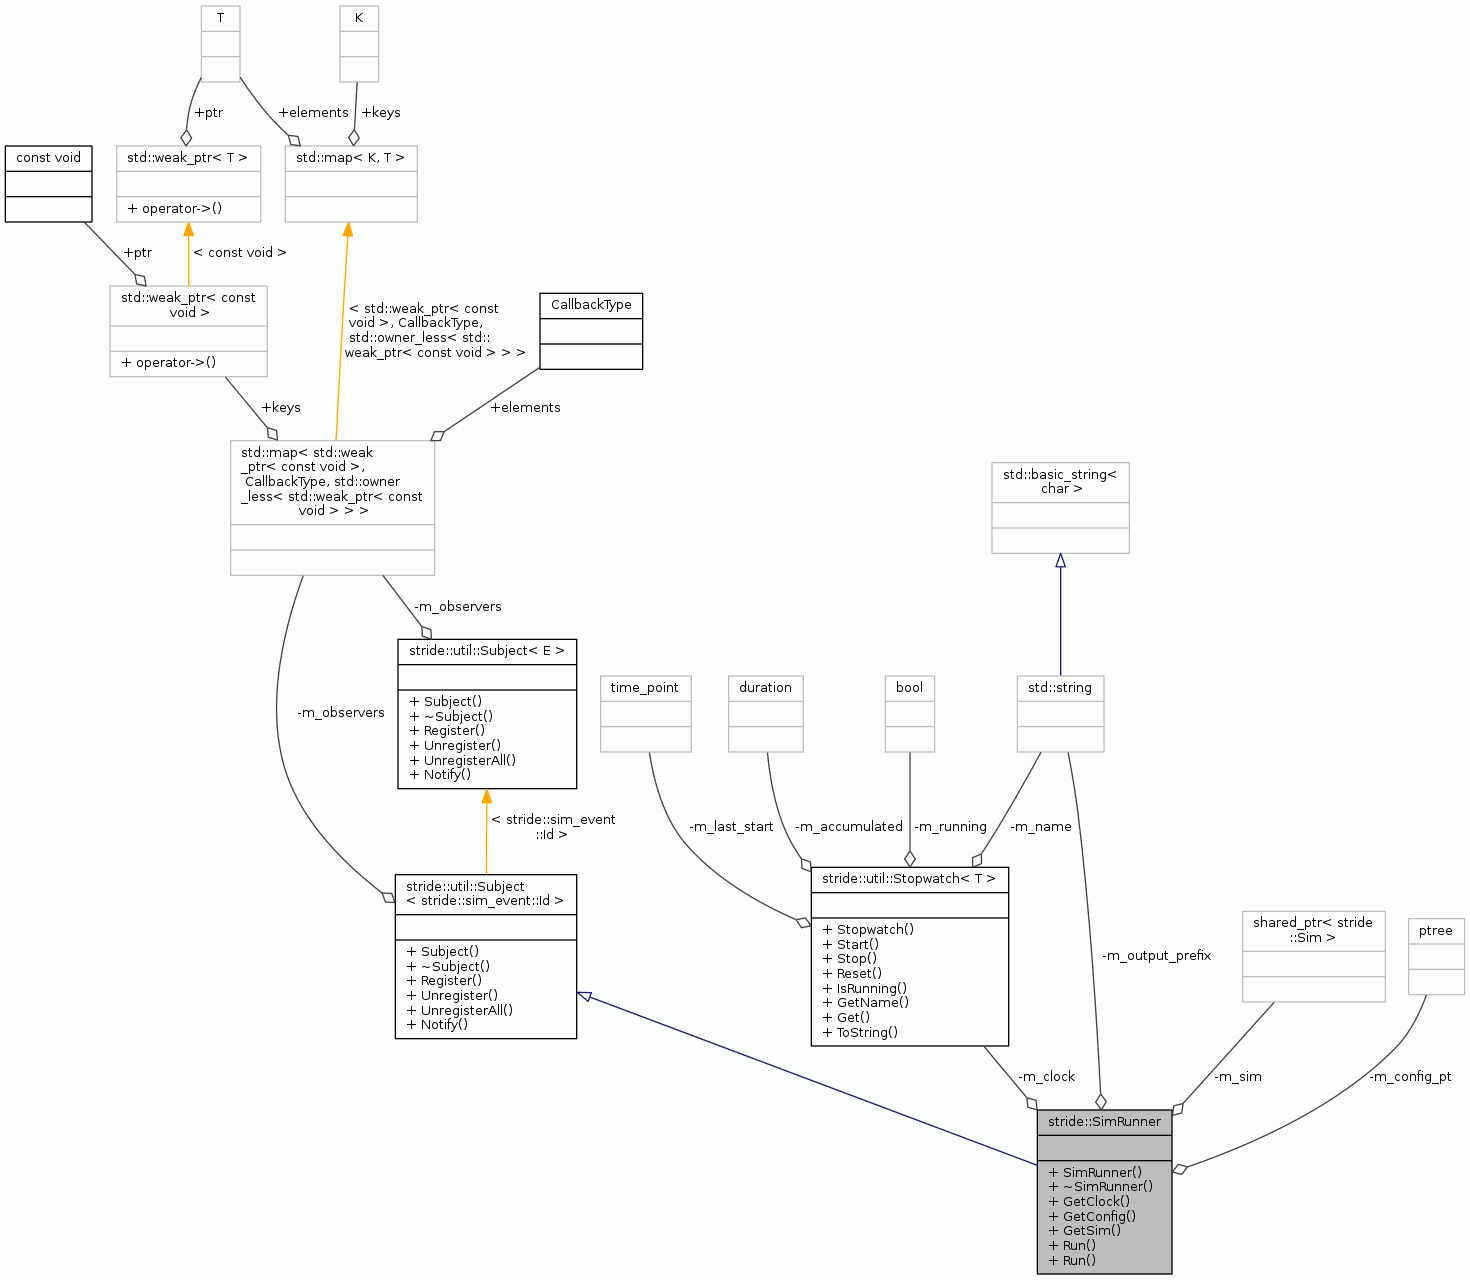 T
K
+ptr
+elements
+keys
const void
std::weak_ptr< T >
+ operator->()
std::map< K, T >
+ptr
< const void >
std::weak_ptr< const
void >
+ operator->()
< std::weak_ptr< const
void >, CallbackType,
std::owner_less< std::
weak_ptr< const void > > >
CallbackType
+keys
+elements
std::map< std::weak
_ptr< const void >,
CallbackType, std::owner
_less< std::weak_ptr< const
void > > >
std::basic_string<
char >
-m_observers
-m_observers
stride::util::Subject< E >
+ Subject()
+ ~Subject()
+ Register()
+ Unregister()
+ UnregisterAll()
+ Notify()
time_point
duration
bool
std::string
< stride::sim_event
::Id >
-m_last_start
-m_accumulated
-m_running
-m_name
stride::util::Subject
< stride::sim_event::Id >
+ Subject()
+ ~Subject()
+ Register()
+ Unregister()
+ UnregisterAll()
+ Notify()
stride::util::Stopwatch< T >
+ Stopwatch()
+ Start()
+ Stop()
+ Reset()
+ IsRunning()
+ GetName()
+ Get()
+ ToString()
-m_output_prefix
shared_ptr< stride
::Sim >
ptree
-m_clock
-m_sim
-m_config_pt
stride::SimRunner
+ SimRunner()
+ ~SimRunner()
+ GetClock()
+ GetConfig()
+ GetSim()
+ Run()
+ Run()